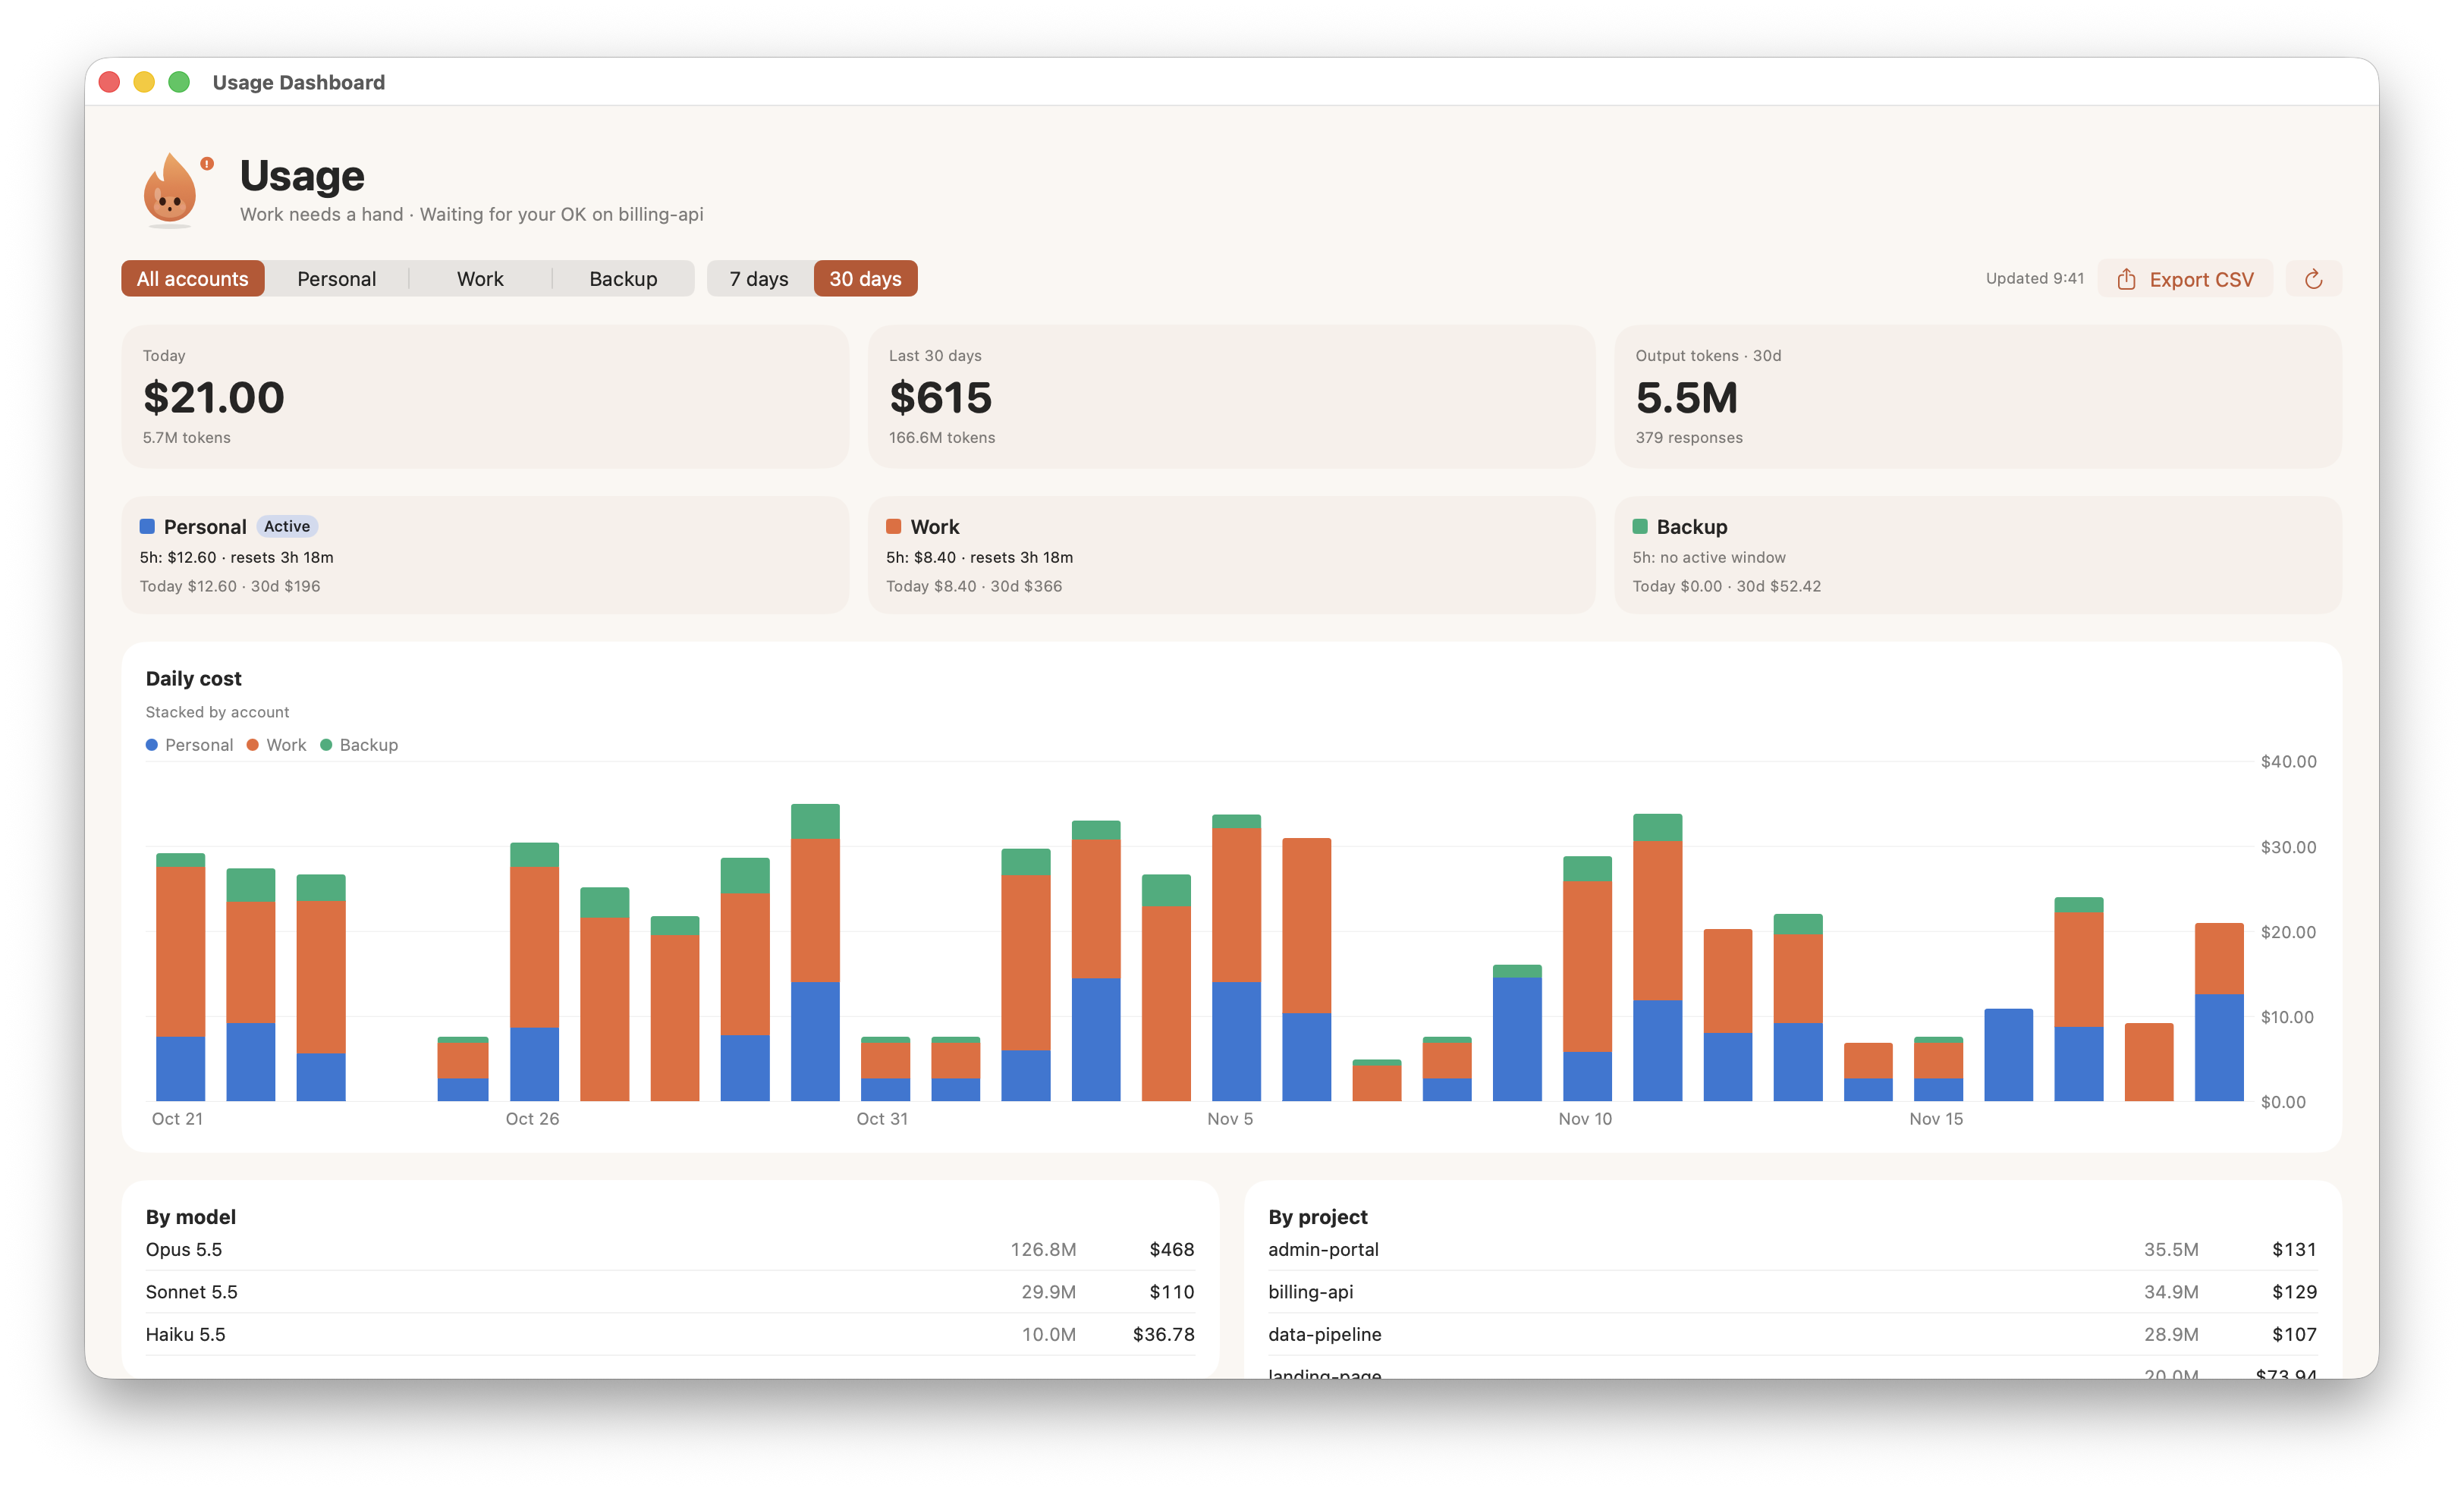 Usage Dashboard
Usage
Work needs a hand · Waiting for your OK on billing-api
All accounts Personal Work Backup 7 days 30 days Updated 9:41 Export CSV
Today
$21.00
5.7M tokens
Last 30 days
$615
166.6M tokens
Output tokens · 30d
5.5M
379 responses
Personal Active
5h: $12.60 · resets 3h 18m
Today $12.60 · 30d $196
Work
5h: $8.40 · resets 3h 18m
Today $8.40 · 30d $366
Backup
5h: no active window
Today $0.00 · 30d $52.42
Daily cost
Stacked by account
Personal Work Backup
$40.00
$30.00
$20.00
$10.00
$0.00
Oct 21 Oct 26 Oct 31 Nov 5 Nov 10 Nov 15
By model
Opus 5.5 126.8M $468
Sonnet 5.5 29.9M $110
Haiku 5.5 10.0M $36.78
By project
admin-portal 35.5M $131
billing-api 34.9M $129
data-pipeline 28.9M $107
landing-page 20.0M $73.94